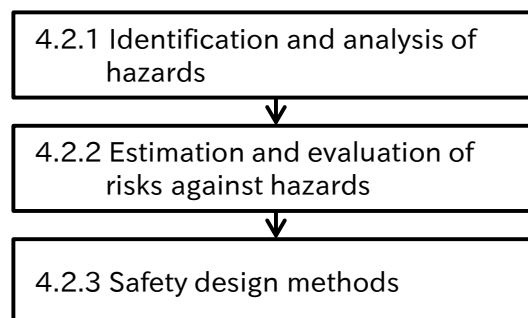 4.2.1 Identification and analysis of
hazards
4.2.2 Estimation and evaluation of
risks against hazards
4.2.3 Safety design methods